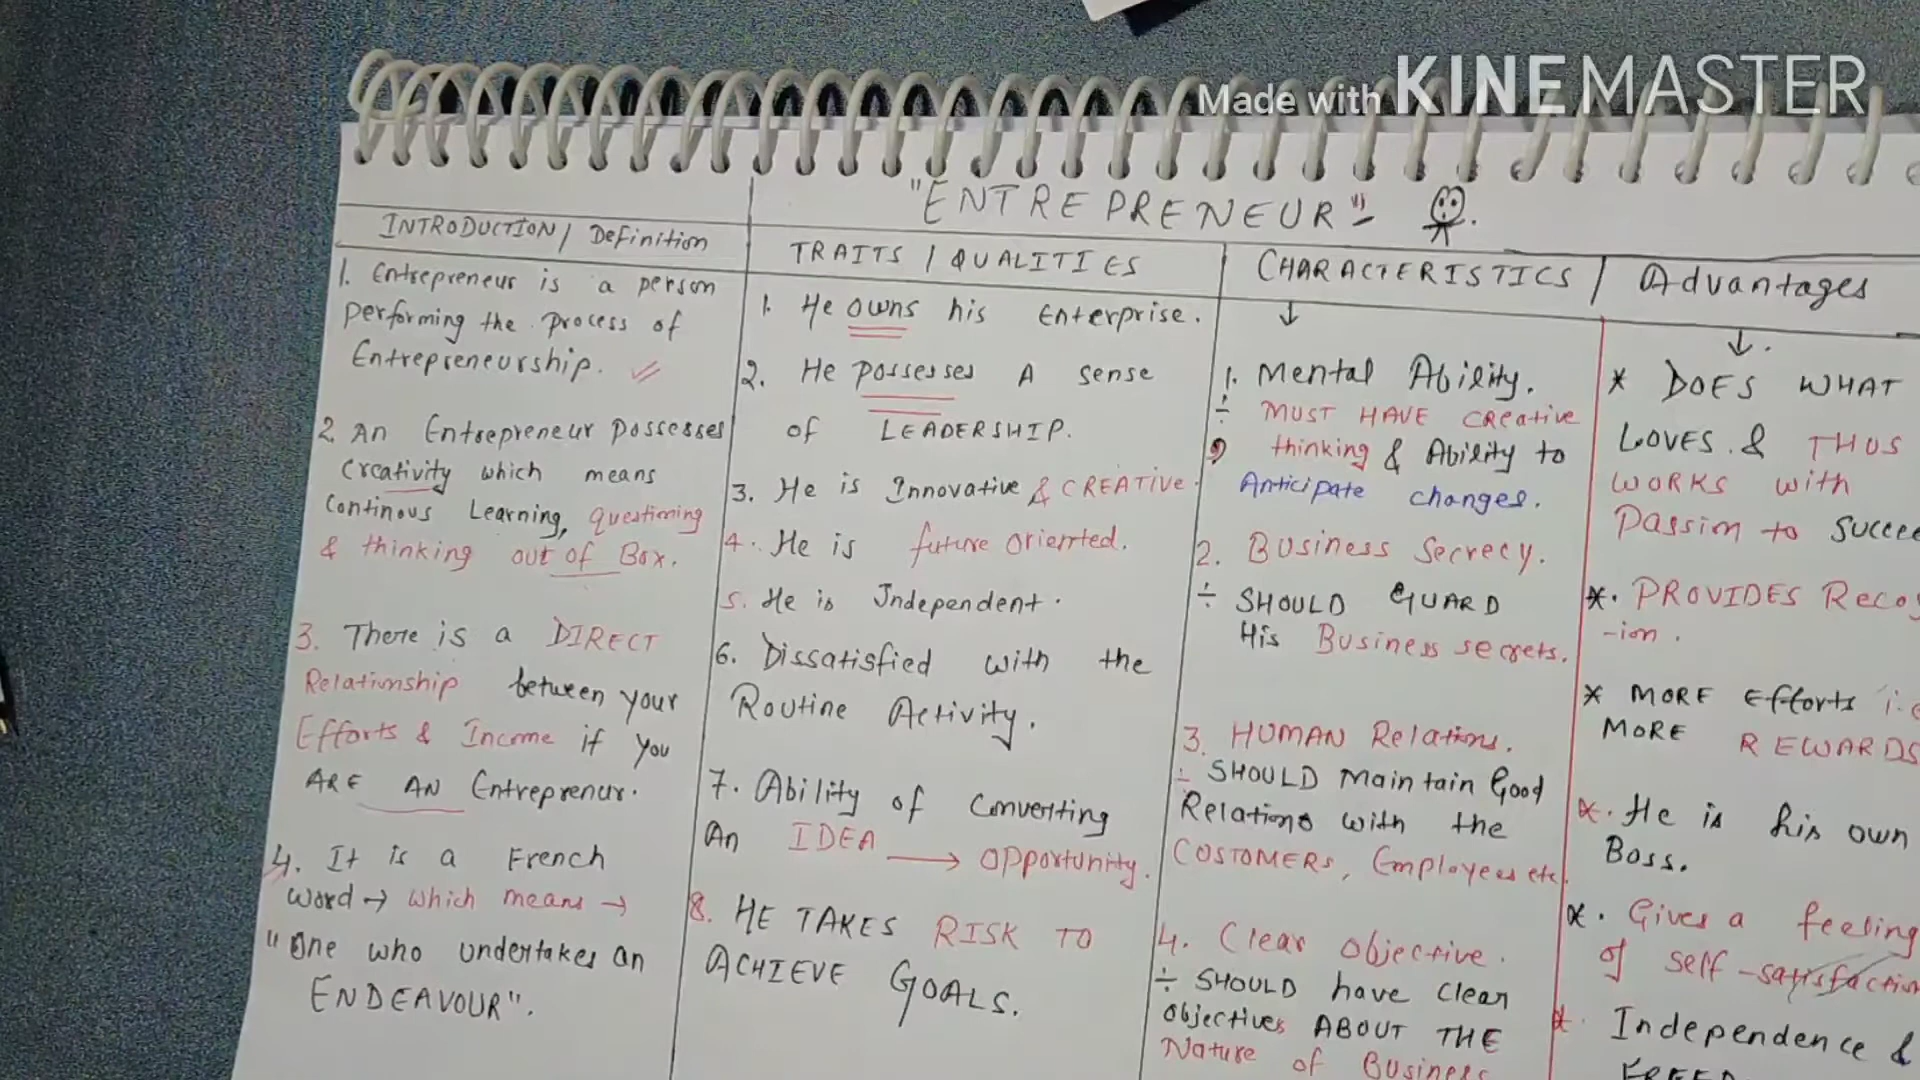 Made with KINEMASTER
"ENTREPRENEUR"
INTRODUCTION/ Definition
1. Entrepreneur is a person
performing the process of
Entrepreneurship.
2. An Entrepreneur possesses
Creativity which means
Continous Learning, questioning
& thinking out of Box.
3. There is a DIRECT
Relationship between your
Efforts & Income if you
ARE AN Entreprenur.
4. It is a French
word → which means →
"One who undertakes an
ENDEAVOUR".
TRAITS / QUALITIES
1. He owns his Enterprise.
2. He possesses A sense
of LEADERSHIP.
3. He is Innovative & CREATIVE.
4. He is future oriented.
5. He is Independent.
6. Dissatisfied with the
Routine Activity.
7. Ability of Converting
An IDEA → opportunity.
8. HE TAKES RISK TO
ACHIEVE GOALS.
CHARACTERISTICS /
↓
1. Mental Ability.
÷ MUST HAVE Creative
thinking & Ability to
Anticipate changes.
2. Business Secrecy.
÷ SHOULD GUARD
His Business secrets.
3. HUMAN Relations.
÷ SHOULD Maintain Good
Relations with the
CUSTOMERS, Employees etc.
4. Clear objective.
÷ SHOULD have clear
objectives ABOUT THE
Nature of Business
Advantages
↓.
* DOES WHAT
LOVES. & THUS
WORKS with
Passion to succee
*. PROVIDES Recog
-ion.
* MORE Efforts i.e
MORE REWARDS
*. He is his own
Boss.
*. Gives a feeling
of self-satisfaction
*. Independence &
FREED